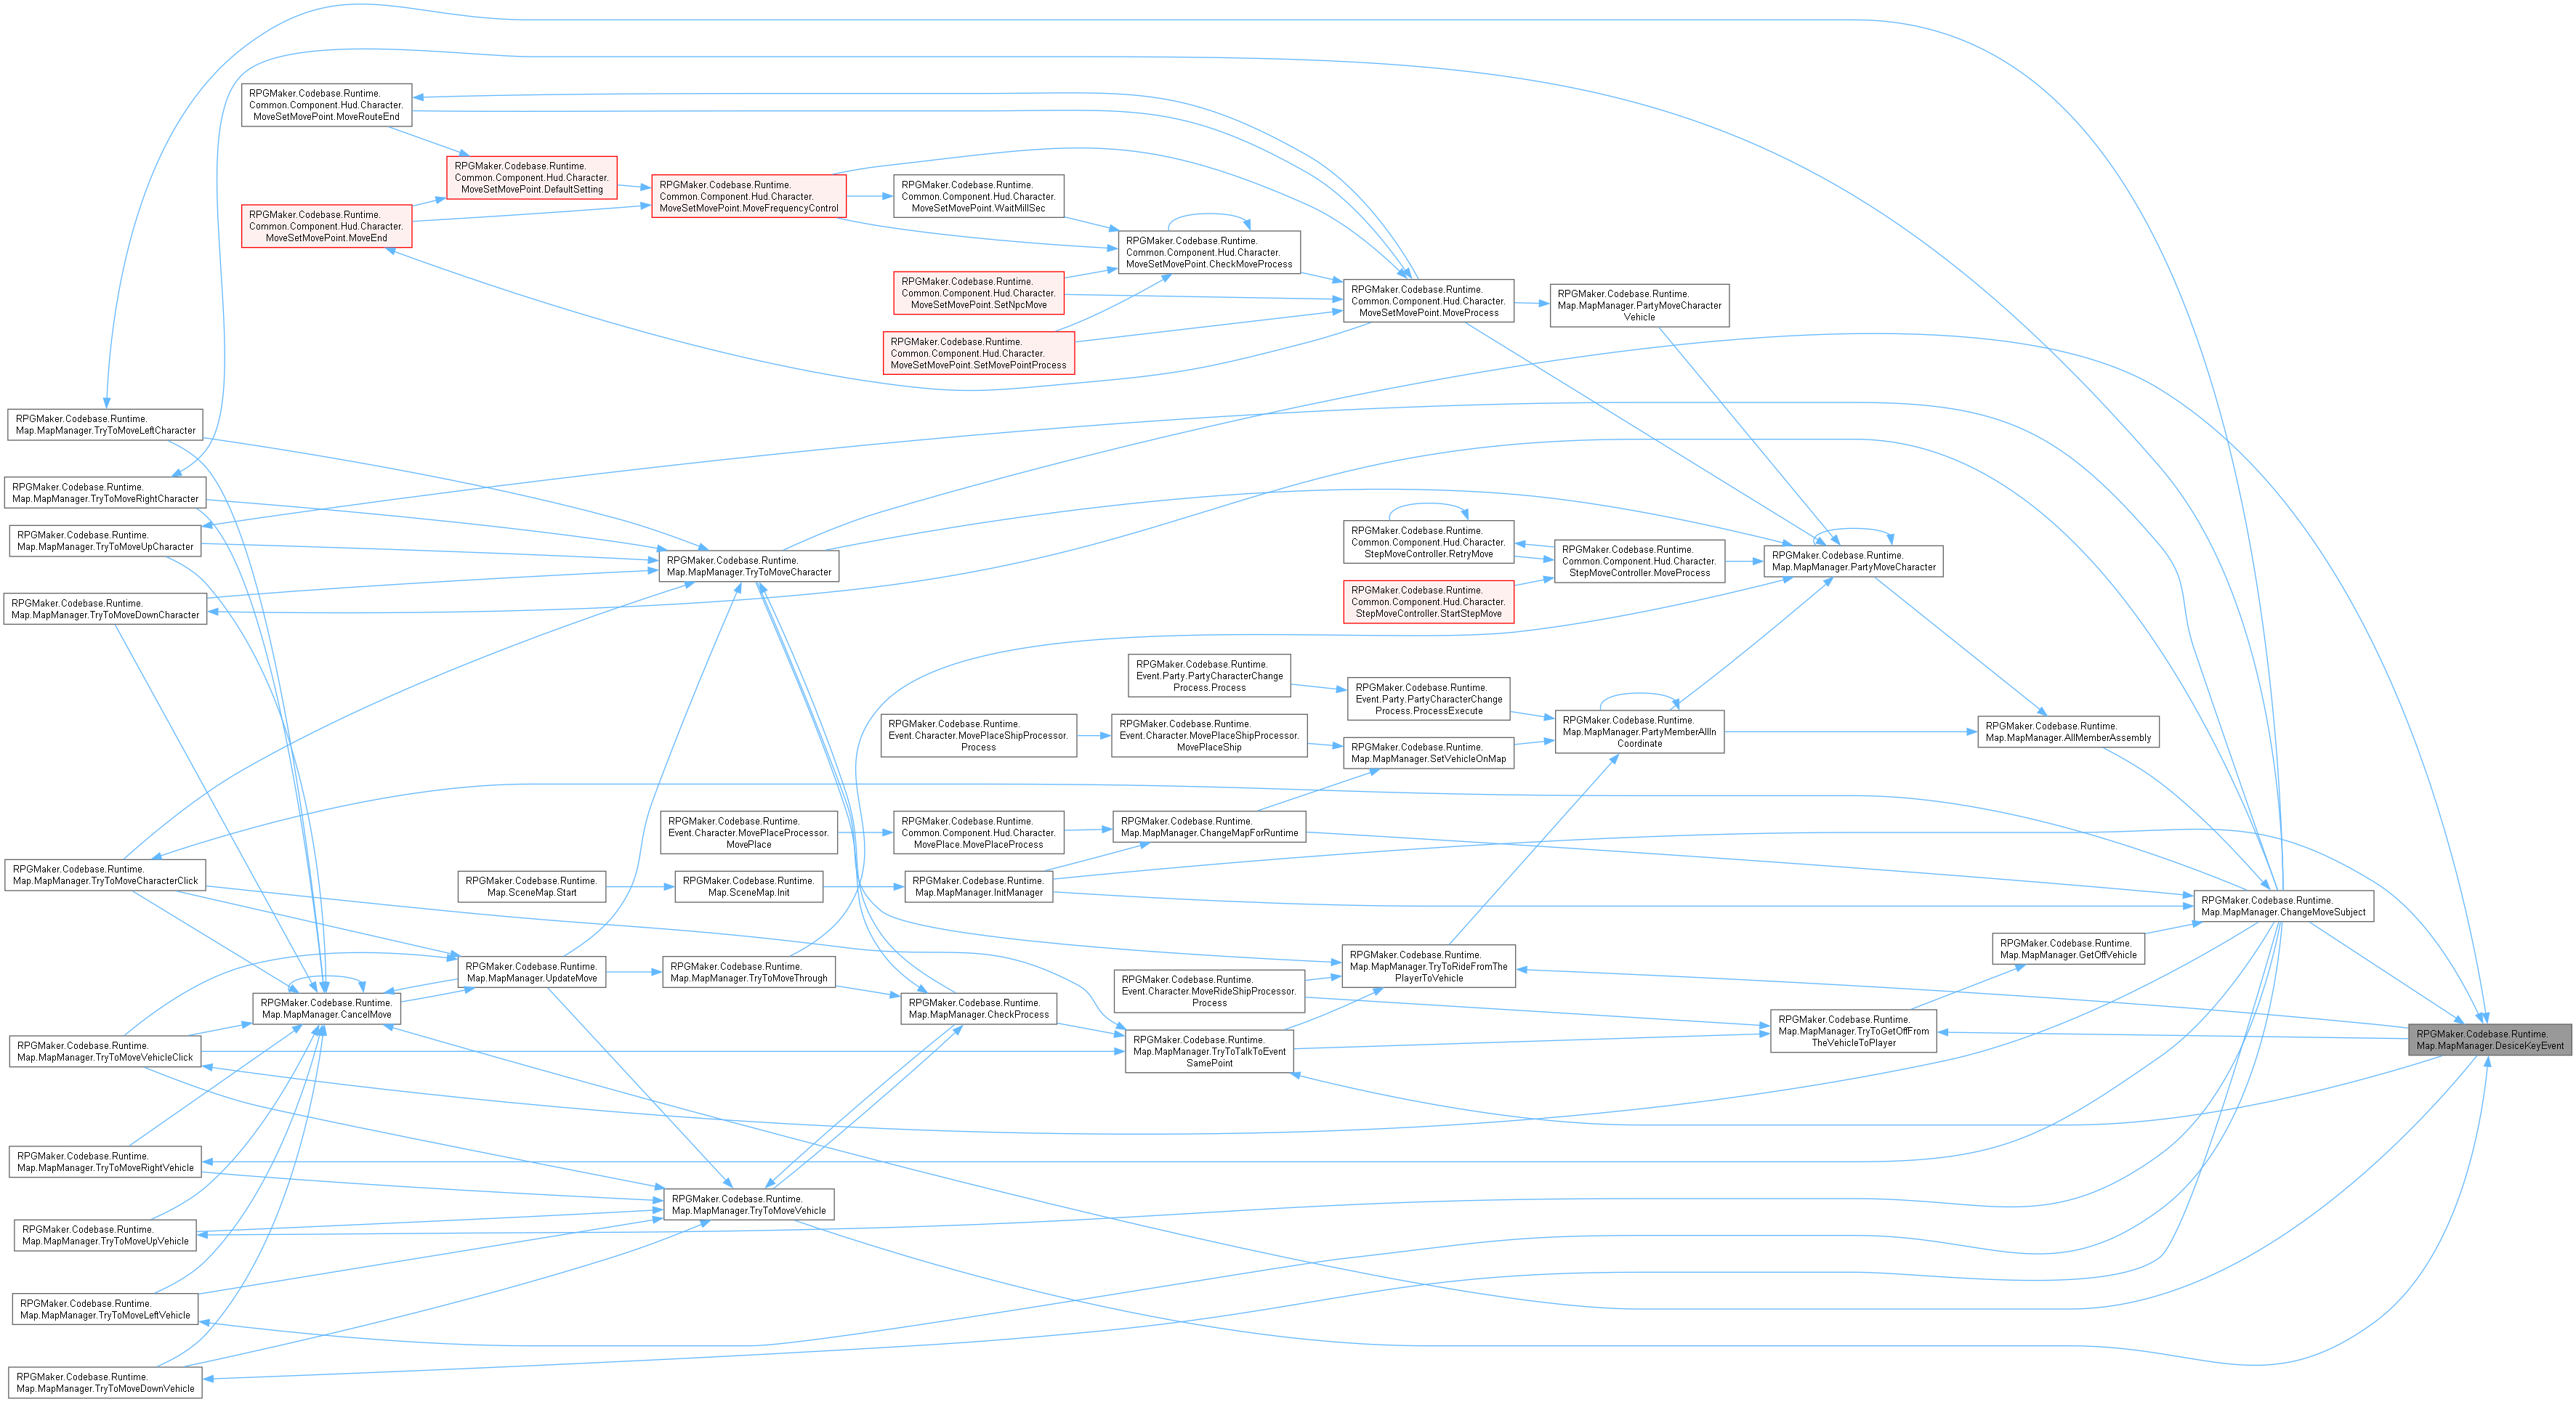 RPGMaker.Codebase.Runtime.
Common.Component.Hud.Character.
MoveSetMovePoint.MoveRouteEnd
RPGMaker.Codebase.Runtime.
Common.Component.Hud.Character.
MoveSetMovePoint.DefaultSetting
RPGMaker.Codebase.Runtime.
Common.Component.Hud.Character.
MoveSetMovePoint.MoveEnd
RPGMaker.Codebase.Runtime.
Common.Component.Hud.Character.
MoveSetMovePoint.MoveFrequencyControl
RPGMaker.Codebase.Runtime.
Common.Component.Hud.Character.
MoveSetMovePoint.WaitMillSec
RPGMaker.Codebase.Runtime.
Common.Component.Hud.Character.
MoveSetMovePoint.CheckMoveProcess
RPGMaker.Codebase.Runtime.
Common.Component.Hud.Character.
MoveSetMovePoint.SetNpcMove
RPGMaker.Codebase.Runtime.
Common.Component.Hud.Character.
MoveSetMovePoint.MoveProcess
RPGMaker.Codebase.Runtime.
Map.MapManager.PartyMoveCharacter
Vehicle
RPGMaker.Codebase.Runtime.
Common.Component.Hud.Character.
MoveSetMovePoint.SetMovePointProcess
RPGMaker.Codebase.Runtime.
Map.MapManager.TryToMoveLeftCharacter
RPGMaker.Codebase.Runtime.
Map.MapManager.TryToMoveRightCharacter
RPGMaker.Codebase.Runtime.
Map.MapManager.TryToMoveUpCharacter
RPGMaker.Codebase.Runtime.
Map.MapManager.TryToMoveCharacter
RPGMaker.Codebase.Runtime.
Common.Component.Hud.Character.
StepMoveController.RetryMove
RPGMaker.Codebase.Runtime.
Common.Component.Hud.Character.
StepMoveController.MoveProcess
RPGMaker.Codebase.Runtime.
Map.MapManager.PartyMoveCharacter
RPGMaker.Codebase.Runtime.
Common.Component.Hud.Character.
StepMoveController.StartStepMove
RPGMaker.Codebase.Runtime.
Map.MapManager.TryToMoveDownCharacter
RPGMaker.Codebase.Runtime.
Event.Party.PartyCharacterChange
Process.Process
RPGMaker.Codebase.Runtime.
Event.Party.PartyCharacterChange
Process.ProcessExecute
RPGMaker.Codebase.Runtime.
Event.Character.MovePlaceShipProcessor.
Process
RPGMaker.Codebase.Runtime.
Event.Character.MovePlaceShipProcessor.
MovePlaceShip
RPGMaker.Codebase.Runtime.
Map.MapManager.SetVehicleOnMap
RPGMaker.Codebase.Runtime.
Map.MapManager.PartyMemberAllIn
Coordinate
RPGMaker.Codebase.Runtime.
Map.MapManager.AllMemberAssembly
RPGMaker.Codebase.Runtime.
Event.Character.MovePlaceProcessor.
MovePlace
RPGMaker.Codebase.Runtime.
Common.Component.Hud.Character.
MovePlace.MovePlaceProcess
RPGMaker.Codebase.Runtime.
Map.MapManager.ChangeMapForRuntime
RPGMaker.Codebase.Runtime.
Map.MapManager.TryToMoveCharacterClick
RPGMaker.Codebase.Runtime.
Map.SceneMap.Start
RPGMaker.Codebase.Runtime.
Map.SceneMap.Init
RPGMaker.Codebase.Runtime.
Map.MapManager.InitManager
RPGMaker.Codebase.Runtime.
Map.MapManager.ChangeMoveSubject
RPGMaker.Codebase.Runtime.
Map.MapManager.GetOffVehicle
RPGMaker.Codebase.Runtime.
Map.MapManager.TryToRideFromThe
PlayerToVehicle
RPGMaker.Codebase.Runtime.
Map.MapManager.UpdateMove
RPGMaker.Codebase.Runtime.
Map.MapManager.TryToMoveThrough
RPGMaker.Codebase.Runtime.
Event.Character.MoveRideShipProcessor.
Process
RPGMaker.Codebase.Runtime.
Map.MapManager.CancelMove
RPGMaker.Codebase.Runtime.
Map.MapManager.CheckProcess
RPGMaker.Codebase.Runtime.
Map.MapManager.TryToGetOffFrom
TheVehicleToPlayer
RPGMaker.Codebase.Runtime.
Map.MapManager.DesiceKeyEvent
RPGMaker.Codebase.Runtime.
Map.MapManager.TryToMoveVehicleClick
RPGMaker.Codebase.Runtime.
Map.MapManager.TryToTalkToEvent
SamePoint
RPGMaker.Codebase.Runtime.
Map.MapManager.TryToMoveRightVehicle
RPGMaker.Codebase.Runtime.
Map.MapManager.TryToMoveVehicle
RPGMaker.Codebase.Runtime.
Map.MapManager.TryToMoveUpVehicle
RPGMaker.Codebase.Runtime.
Map.MapManager.TryToMoveLeftVehicle
RPGMaker.Codebase.Runtime.
Map.MapManager.TryToMoveDownVehicle